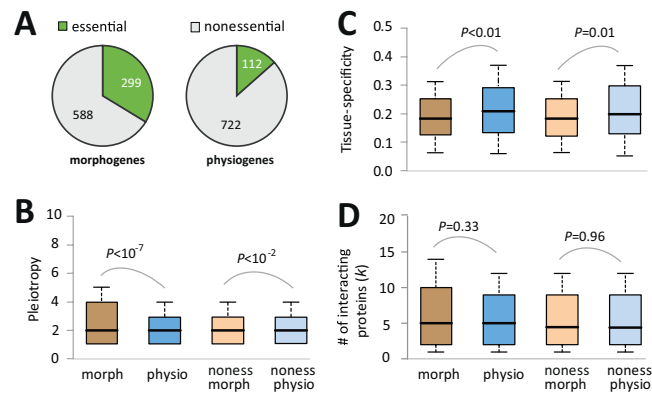 A
essential
nonessential
299
588
112
722
morphogenes
physiogenes
B
Pleiotropy
10
8
6
4
2
0
P<10-7
P<10-2
morph
physio
noness
morph
noness
physio
C
Tissue-specificity
0.5
0.4
0.3
0.2
0.1
0.0
P<0.01
P=0.01
D
# of interacting
proteins (k)
20
15
10
5
0
P=0.33
P=0.96
morph
physio
noness
morph
noness
physio